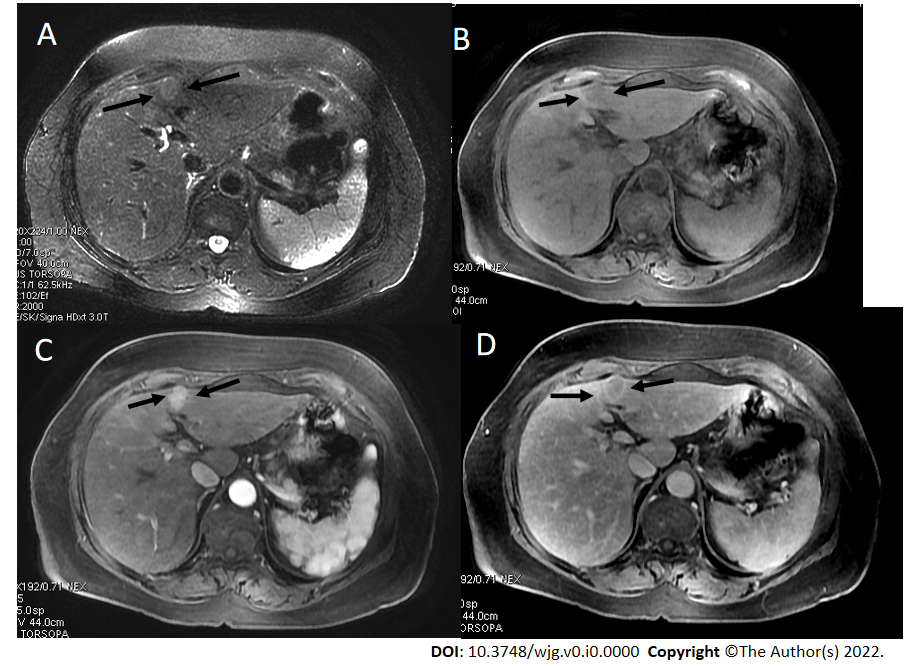 A
20X224/1.00 NEX
:00
0/7.0sp
FOV 40.0cm
US TORSOPA
C:1/1 62.5kHz
:102/Ef
:2000
E/SK/Signa HDxt 3.0T
B
92/0.71 NEX
0sp
44.0cm
OI
C
X192/0.71 NEX
5
5.0sp
V 44.0cm
TORSOPA
D
92/0.71 NEX
0sp
44.0cm
ORSOPA
DOI: 10.3748/wjg.v0.i0.0000 Copyright ©The Author(s) 2022.